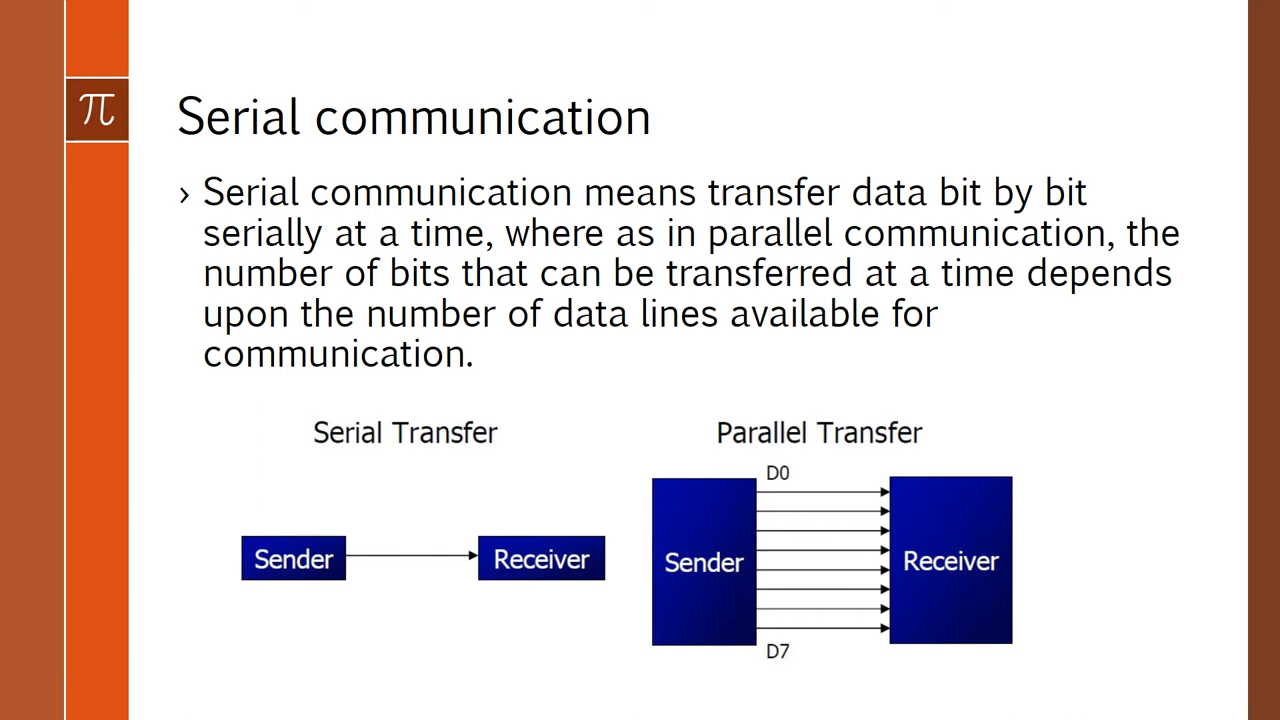 π
Serial communication
› Serial communication means transfer data bit by bit
serially at a time, where as in parallel communication, the
number of bits that can be transferred at a time depends
upon the number of data lines available for
communication.
Serial Transfer
Sender
Receiver
Parallel Transfer
D0
Sender
Receiver
D7